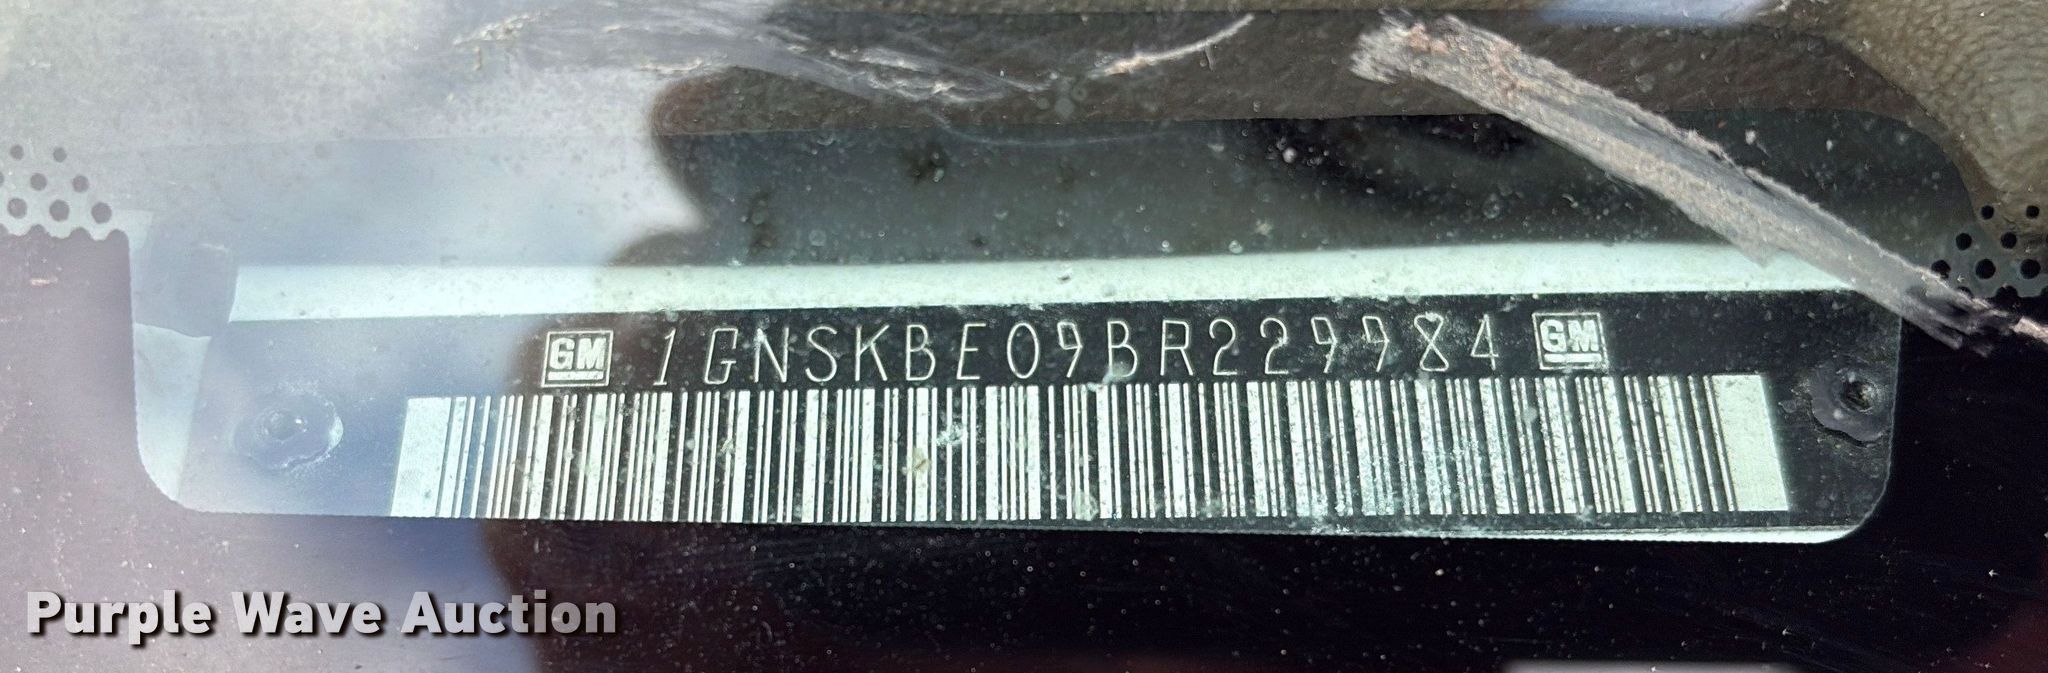 GM 1GNSKBE09BR229984 GM
Purple Wave Auction